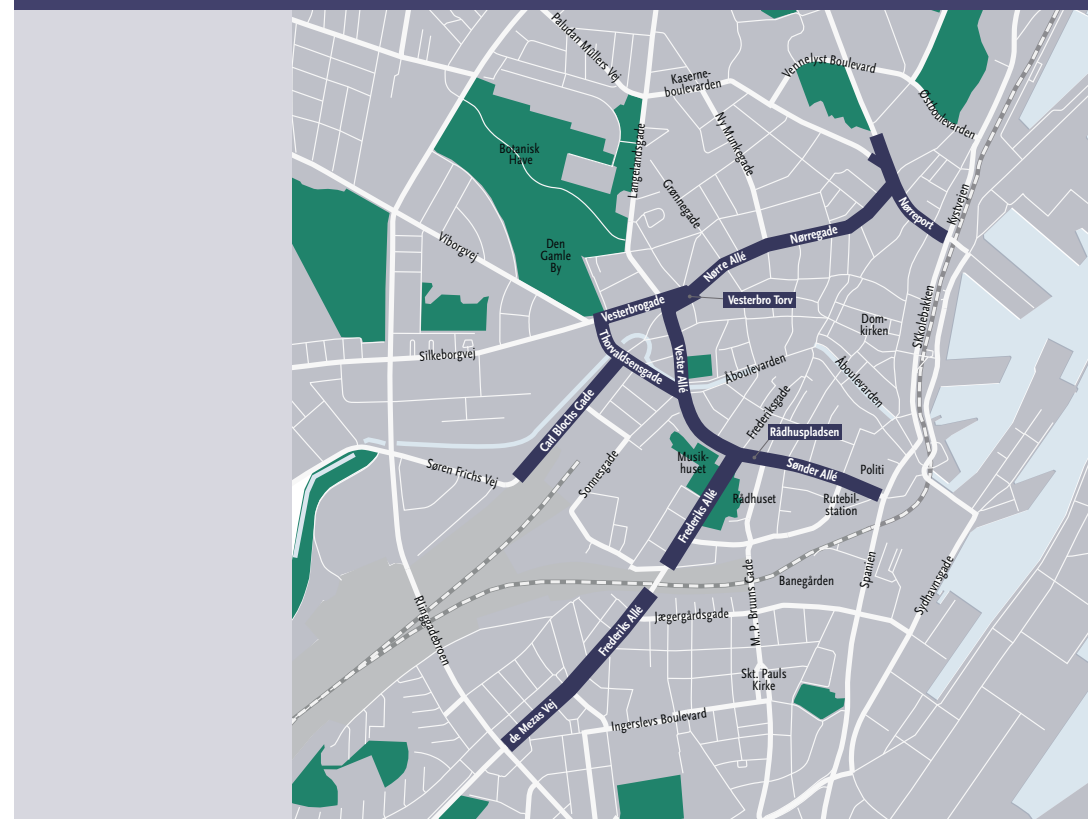 Paludan Müllers Vej
Kaserne-
boulevarden
Vennelyst Boulevard
Østboulevarden
Ny Munkegade
Langelandsgade
Botanisk
Have
Grønnegade
Nørreport
Kystvejen
Viborgvej
Den
Gamle
By
Nørregade
Nørre Allé
Vesterbrogade
Vesterbro Torv
SKkolebakken
Dom-
kirken
Thorvaldsensgade
Silkeborgvej
Vester Allé
Åboulevarden
Åboulevarden
Carl Blochs Gade
Frederiksgade
Rådhuspladsen
Musik-
huset
Sønder Allé
Politi
Søren Frichs Vej
Sonnesgade
Rådhuset
Rutebil-
station
Frederiks Allé
Banegården
Spanien
Sydhavnsgade
M. P. Bruuns Gade
Jægergårdsgade
Frederiks Allé
RIinggadebroen
Skt. Pauls
Kirke
de Mezas Vej
Ingerslevs Boulevard